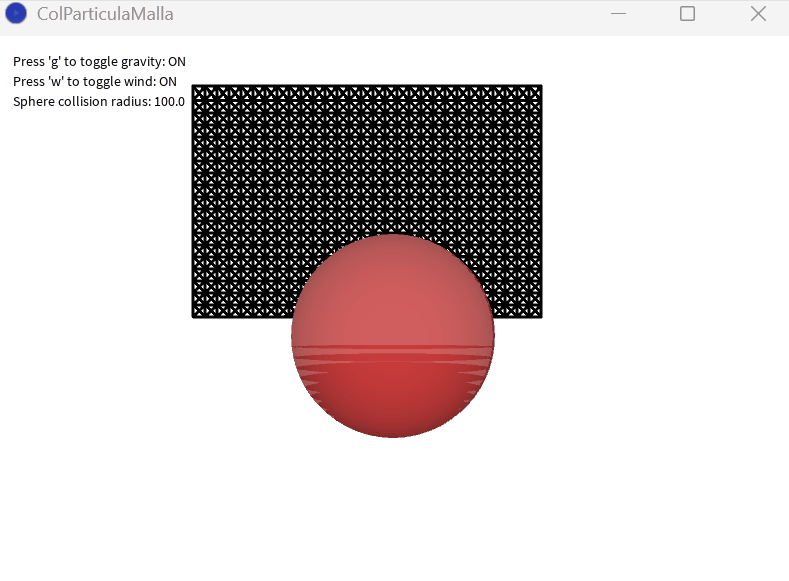 ColParticulaMalla
Press 'g' to toggle gravity: ON
Press 'w' to toggle wind: ON
Sphere collision radius: 100.0